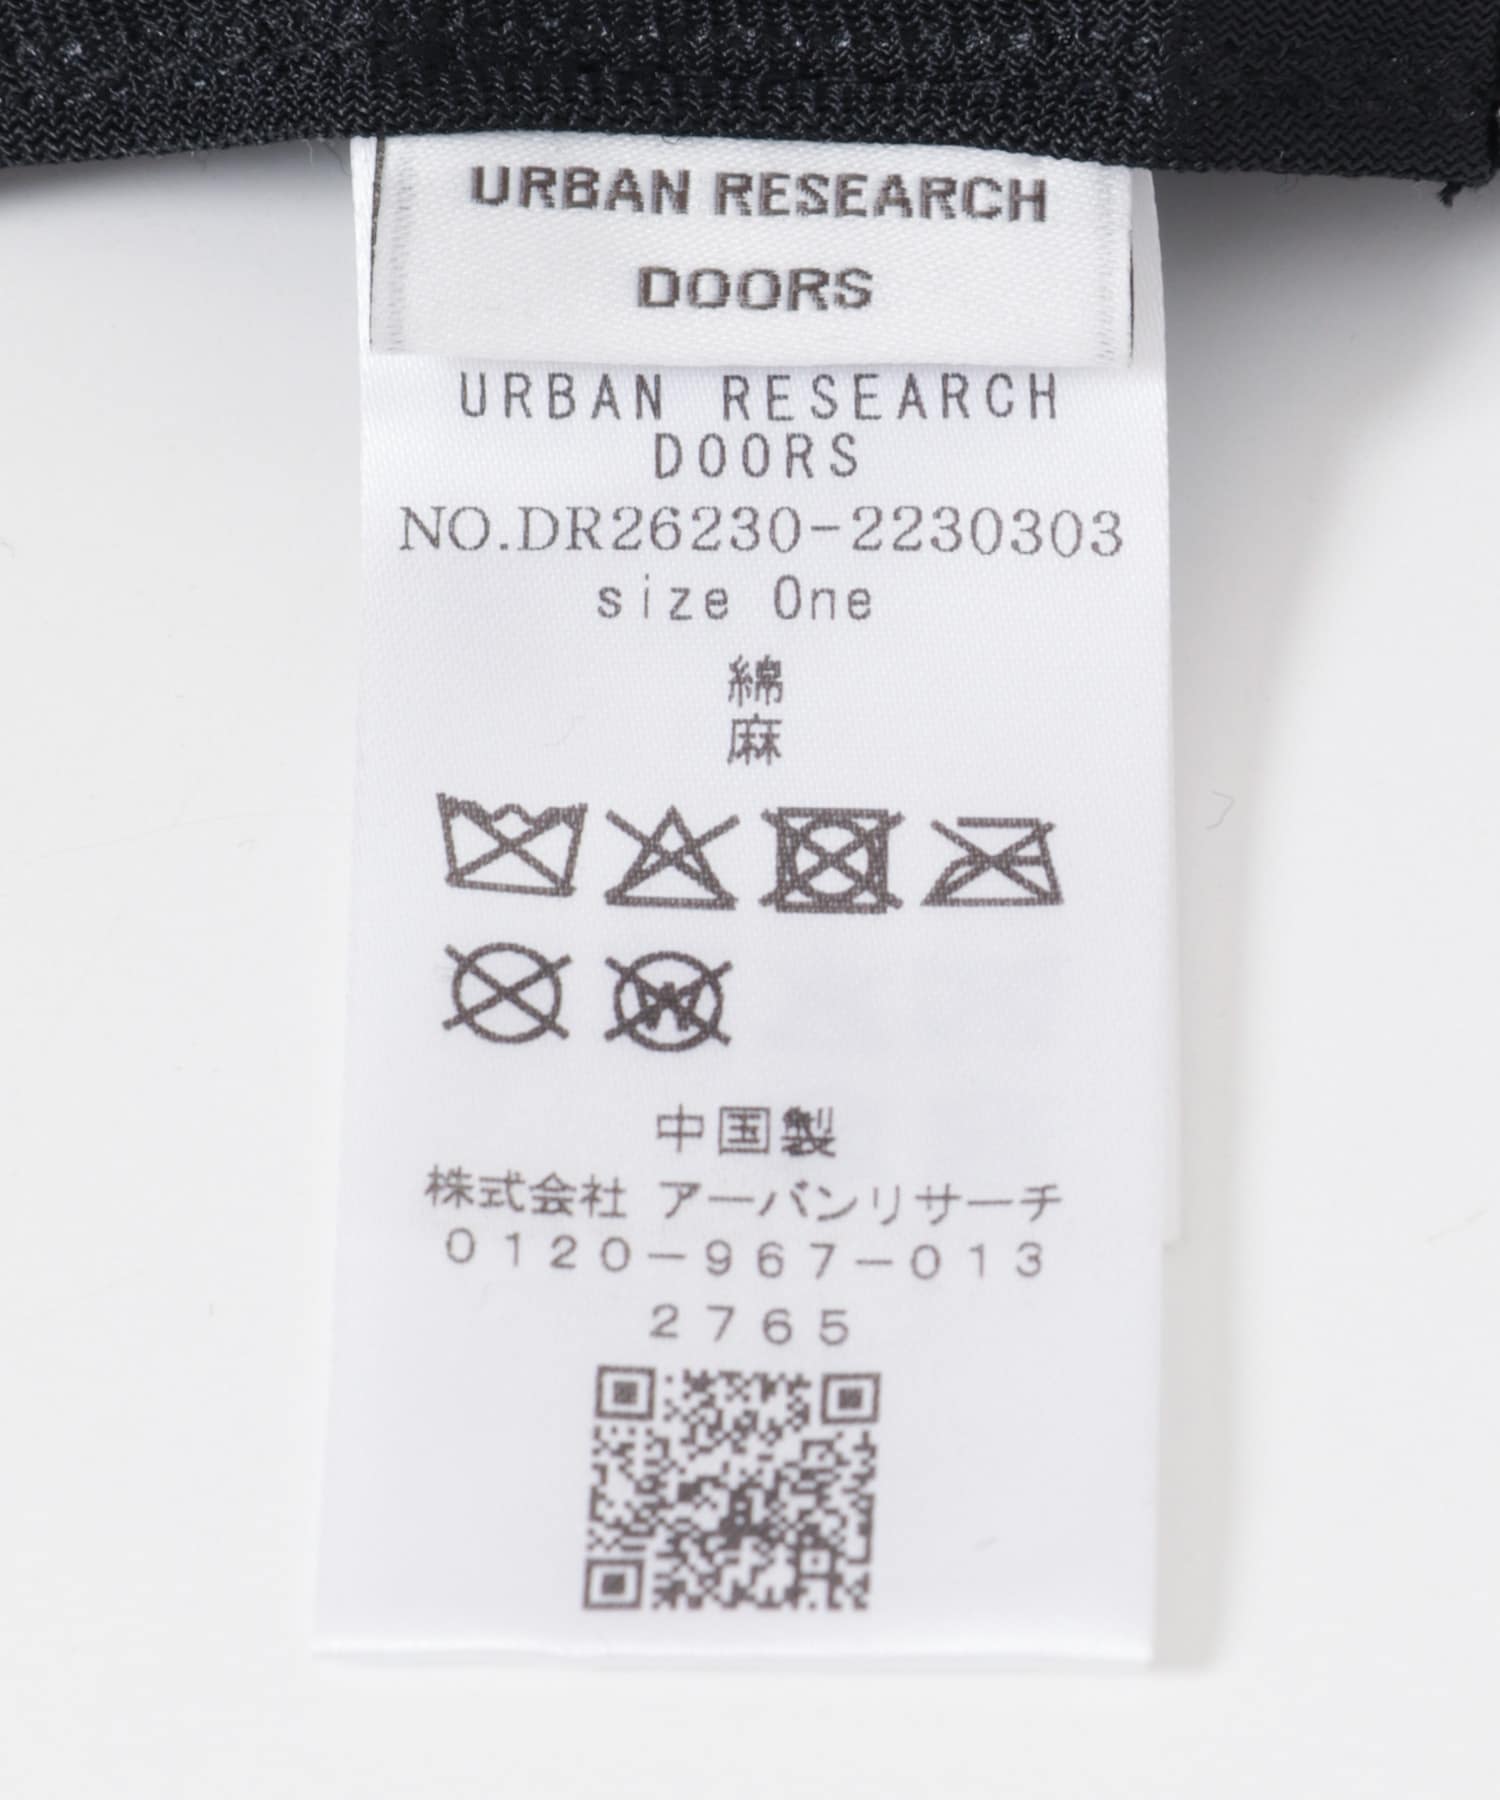 URBAN RESEARCH
DOORS
URBAN RESEARCH
DOORS
NO.DR26230-2230303
size One
綿
麻
中国製
株式会社 アーバンリサーチ
0120-967-013
2765